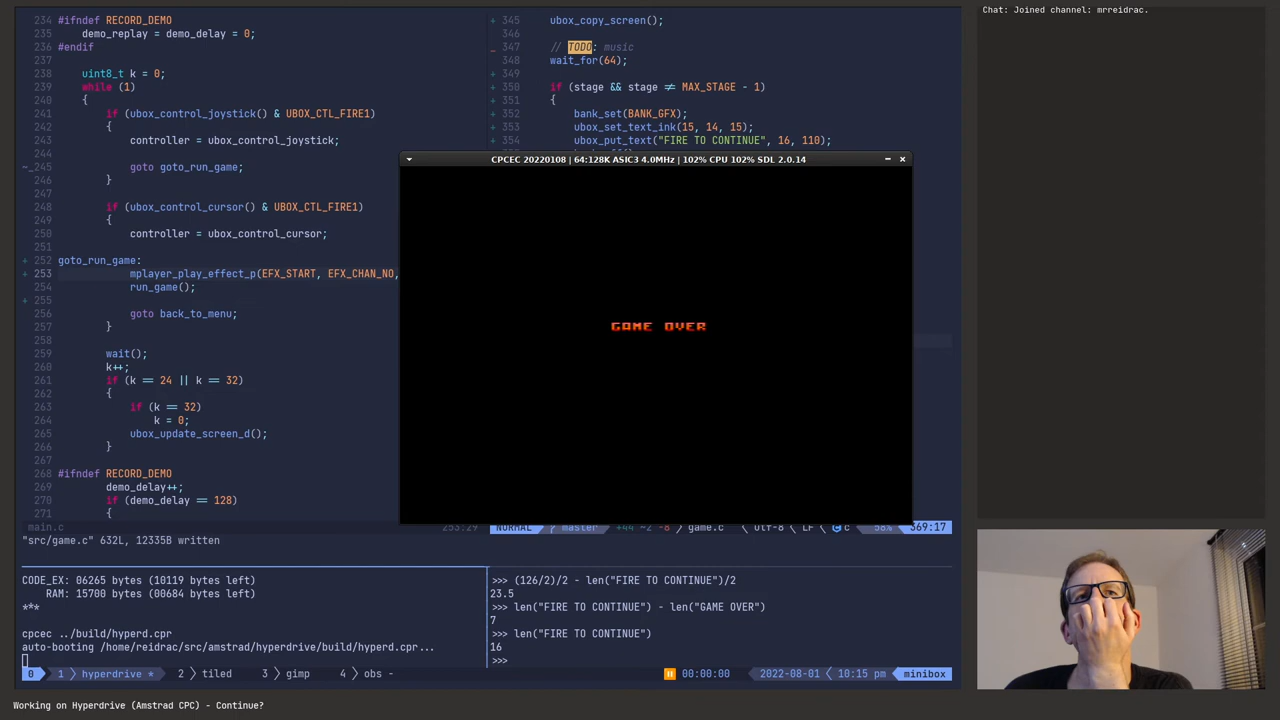 Chat: Joined channel: mrreidrac.
234 #ifndef RECORD_DEMO
235 demo_replay = demo_delay = 0;
236 #endif
237
238 uint8_t k = 0;
239 while (1)
240 {
241 if (ubox_control_joystick() & UBOX_CTL_FIRE1)
242 {
243 controller = ubox_control_joystick;
244
~_245 goto goto_run_game;
246 }
247
248 if (ubox_control_cursor() & UBOX_CTL_FIRE1)
249 {
250 controller = ubox_control_cursor;
251
+ 252 goto_run_game:
+ 253 mplayer_play_effect_p(EFX_START, EFX_CHAN_NO,
254 run_game();
+ 255
256 goto back_to_menu;
257 }
258
259 wait();
260 k++;
261 if (k == 24 || k == 32)
262 {
263 if (k == 32)
264 k = 0;
265 ubox_update_screen_d();
266 }
267
268 #ifndef RECORD_DEMO
269 demo_delay++;
270 if (demo_delay == 128)
271 {
main.c 253:29
+ 345 ubox_copy_screen();
346
_ 347 // TODO: music
348 wait_for(64);
+ 349
+ 350 if (stage && stage ≠ MAX_STAGE - 1)
+ 351 {
+ 352 bank_set(BANK_GFX);
+ 353 ubox_set_text_ink(15, 14, 15);
+ 354 ubox_put_text("FIRE TO CONTINUE", 16, 110);
CPCEC 20220108 | 64:128K ASIC3 4.0MHz | 102% CPU 102% SDL 2.0.14
GAME OVER
NORMAL master +44 ~2 -8 game.c utf-8 LF c 58% 369:17
"src/game.c" 632L, 12335B written
CODE_EX: 06265 bytes (10119 bytes left)
RAM: 15700 bytes (00684 bytes left)
***
cpcec ../build/hyperd.cpr
auto-booting /home/reidrac/src/amstrad/hyperdrive/build/hyperd.cpr...
>>> (126/2)/2 - len("FIRE TO CONTINUE")/2
23.5
>>> len("FIRE TO CONTINUE") - len("GAME OVER")
7
>>> len("FIRE TO CONTINUE")
16
>>>
0 1 hyperdrive * 2 tiled 3 gimp 4 obs - 00:00:00 2022-08-01 10:15 pm minibox
Working on Hyperdrive (Amstrad CPC) - Continue?